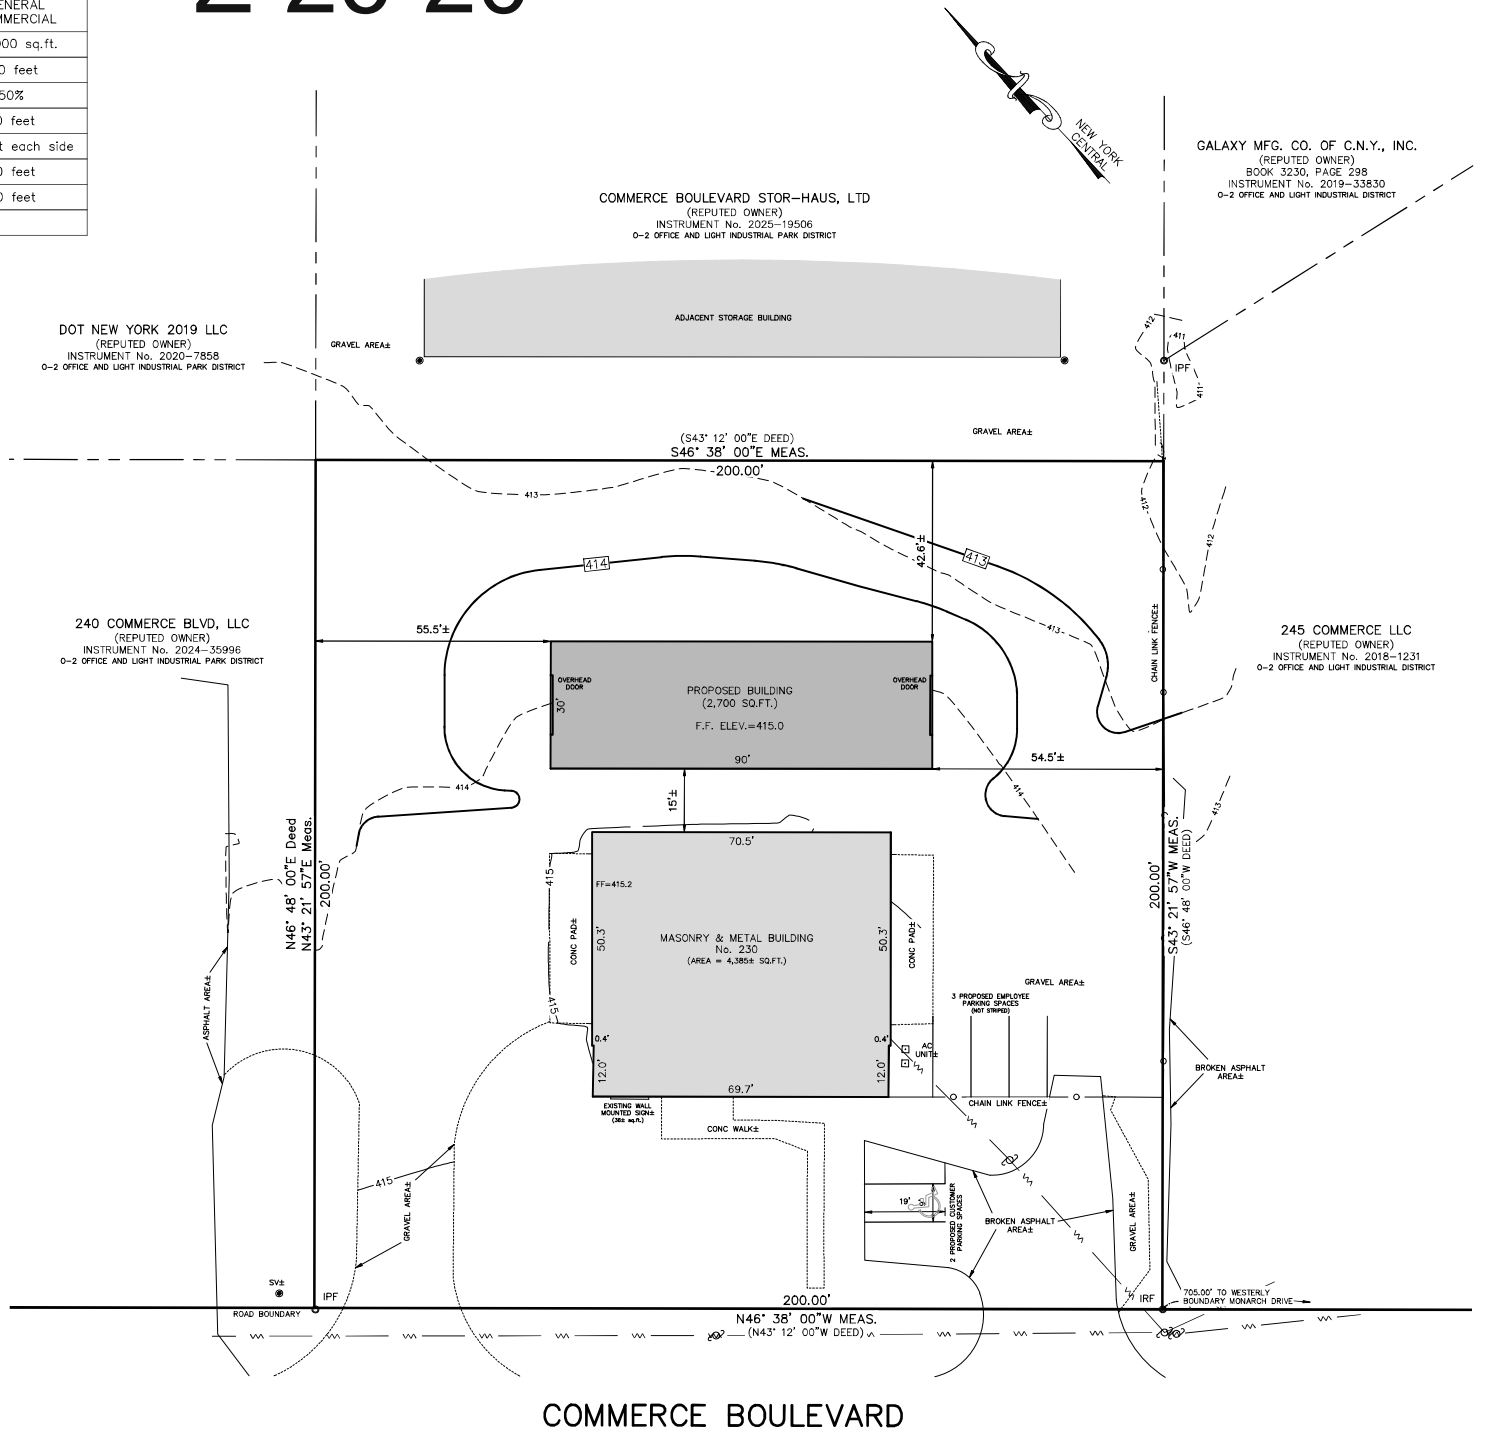 ENERAL
MMERCIAL
000 sq.ft.
0 feet
50%
0 feet
t each side
0 feet
0 feet
NEW YORK
CENTRAL
GALAXY MFG. CO. OF C.N.Y., INC.
(REPUTED OWNER)
BOOK 3230, PAGE 298
INSTRUMENT No. 2019-33830
O-2 OFFICE AND LIGHT INDUSTRIAL DISTRICT
COMMERCE BOULEVARD STOR-HAUS, LTD
(REPUTED OWNER)
INSTRUMENT No. 2025-19506
O-2 OFFICE AND LIGHT INDUSTRIAL PARK DISTRICT
ADJACENT STORAGE BUILDING
DOT NEW YORK 2019 LLC
(REPUTED OWNER)
INSTRUMENT No. 2020-7858
O-2 OFFICE AND LIGHT INDUSTRIAL PARK DISTRICT
GRAVEL AREA±
412
411
IPF
411
GRAVEL AREA±
(S43° 12' 00"E DEED)
S46° 38' 00"E MEAS.
200.00'
413
412
412
42.6'±
413
414
413
CHAIN LINK FENCE±
240 COMMERCE BLVD, LLC
(REPUTED OWNER)
INSTRUMENT No. 2024-35996
O-2 OFFICE AND LIGHT INDUSTRIAL PARK DISTRICT
245 COMMERCE LLC
(REPUTED OWNER)
INSTRUMENT No. 2018-1231
O-2 OFFICE AND LIGHT INDUSTRIAL PARK DISTRICT
55.5'±
OVERHEAD
DOOR
30'
PROPOSED BUILDING
(2,700 SQ.FT.)
F.F. ELEV.=415.0
90'
OVERHEAD
DOOR
54.5'±
414
414
413
15'±
70.5'
FF=415.2
415
415
CONC PAD±
50.3'
MASONRY & METAL BUILDING
No. 230
(AREA = 4,385± SQ.FT.)
50.3'
CONC PAD±
N46° 48' 00"E Deed
N43° 21' 57"E Meas.
200.00'
200.00'
S43° 21' 57"W MEAS.
(S46° 48' 00"W DEED)
ASPHALT AREA±
GRAVEL AREA±
3 PROPOSED EMPLOYEE
PARKING SPACES
(NOT STRIPED)
0.4'
12.0'
0.4'
12.0'
AC
UNIT±
69.7'
BROKEN ASPHALT
AREA±
EXISTING WALL
MOUNTED SIGN±
(36± sq.ft.)
CONC WALK±
CHAIN LINK FENCE±
415
GRAVEL AREA±
19'
2 PROPOSED CUSTOMER
PARKING SPACES
BROKEN ASPHALT
AREA±
GRAVEL AREA±
SV±
IPF
ROAD BOUNDARY
200.00'
N46° 38' 00"W MEAS.
(N43° 12' 00"W DEED)
IRF
705.00' TO WESTERLY
BOUNDARY MONARCH DRIVE
COMMERCE BOULEVARD